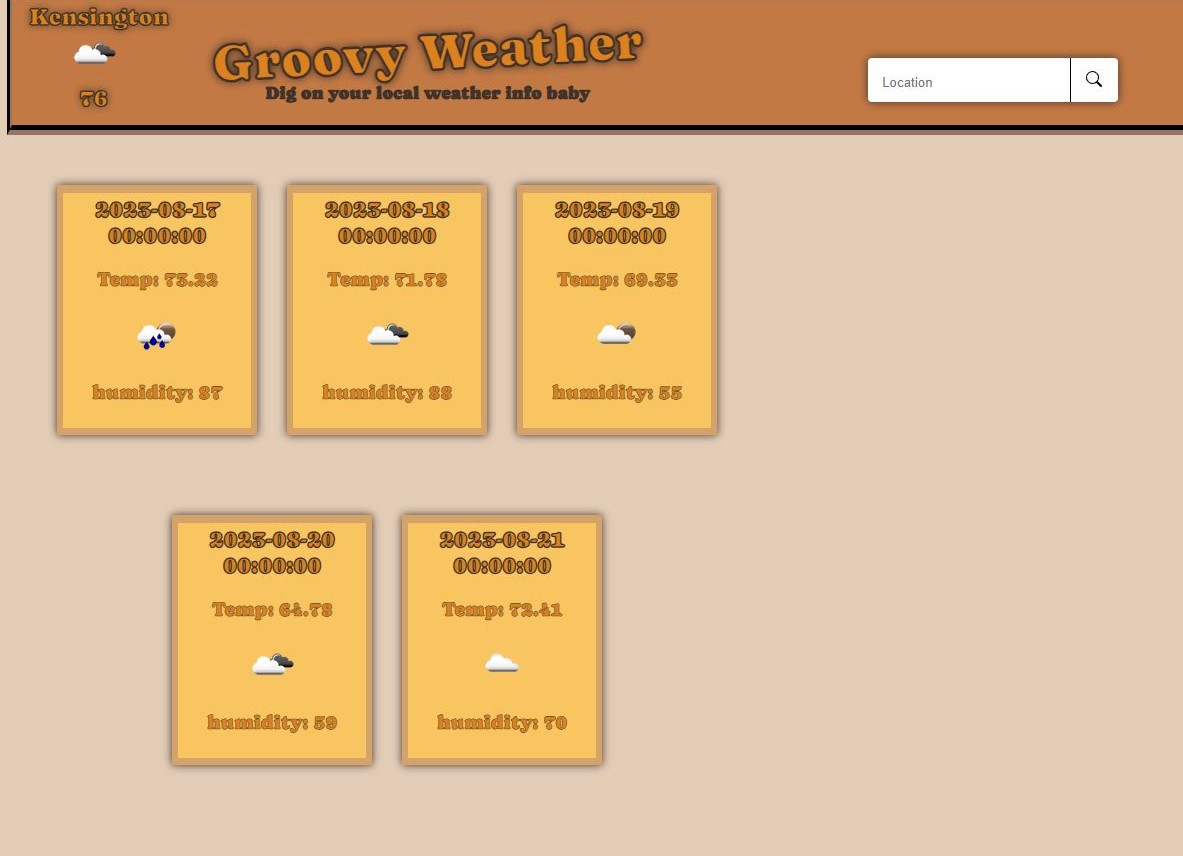 Kensington
76
Groovy Weather
Dig on your local weather info baby
Location
2023-08-17
00:00:00
Temp: 73.22
humidity: 87
2023-08-18
00:00:00
Temp: 71.78
humidity: 88
2023-08-19
00:00:00
Temp: 69.33
humidity: 55
2023-08-20
00:00:00
Temp: 64.78
humidity: 59
2023-08-21
00:00:00
Temp: 72.41
humidity: 70